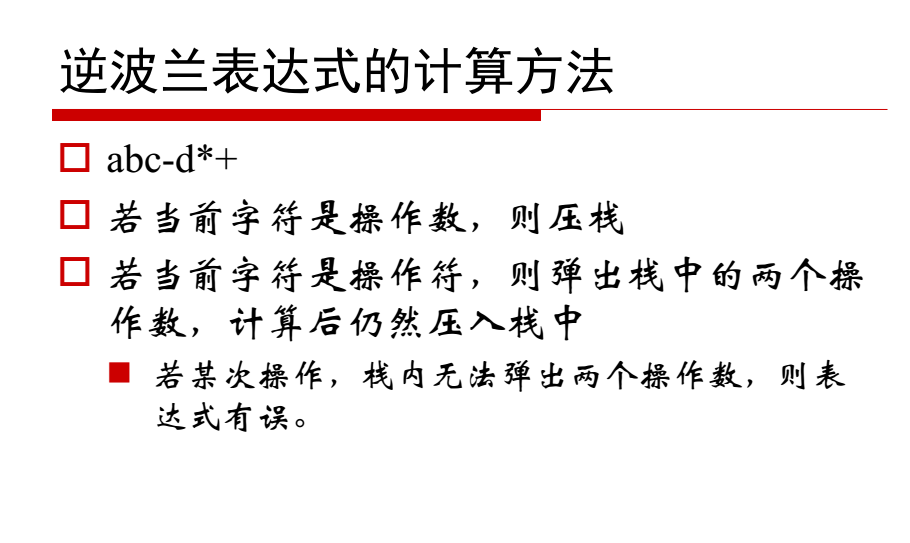 逆波兰表达式的计算方法
abc-d*+
若当前字符是操作数，则压栈
若当前字符是操作符，则弹出栈中的两个操
作数，计算后仍然压入栈中
若某次操作，栈内无法弹出两个操作数，则表
达式有误。